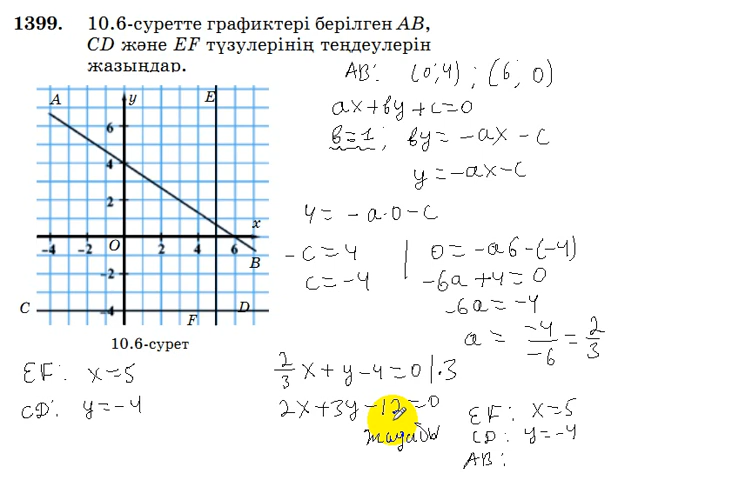 1399. 10.6-суретте графиктері берілген AB,
CD және EF түзулерінің теңдеулерін
жазыңдар.
A y E
6
4
2
x
-4 -2 O 2 4 6
B
-2
C -4 F D
10.6-сурет
AB: (0; 4) ; (6; 0)
ax+by+c=0
b=1; by = -ax - c
y = -ax - c
4 = -a·0 - c
-c = 4
c = -4
0 = -a6 - (-4)
-6a + 4 = 0
-6a = -4
a = -4/-6 = 2/3
EF: x=5
CD: y=-4
2/3 x + y - 4 = 0 |·3
2x+3y-12=0
жауабы
EF: x=5
CD: y=-4
AB: